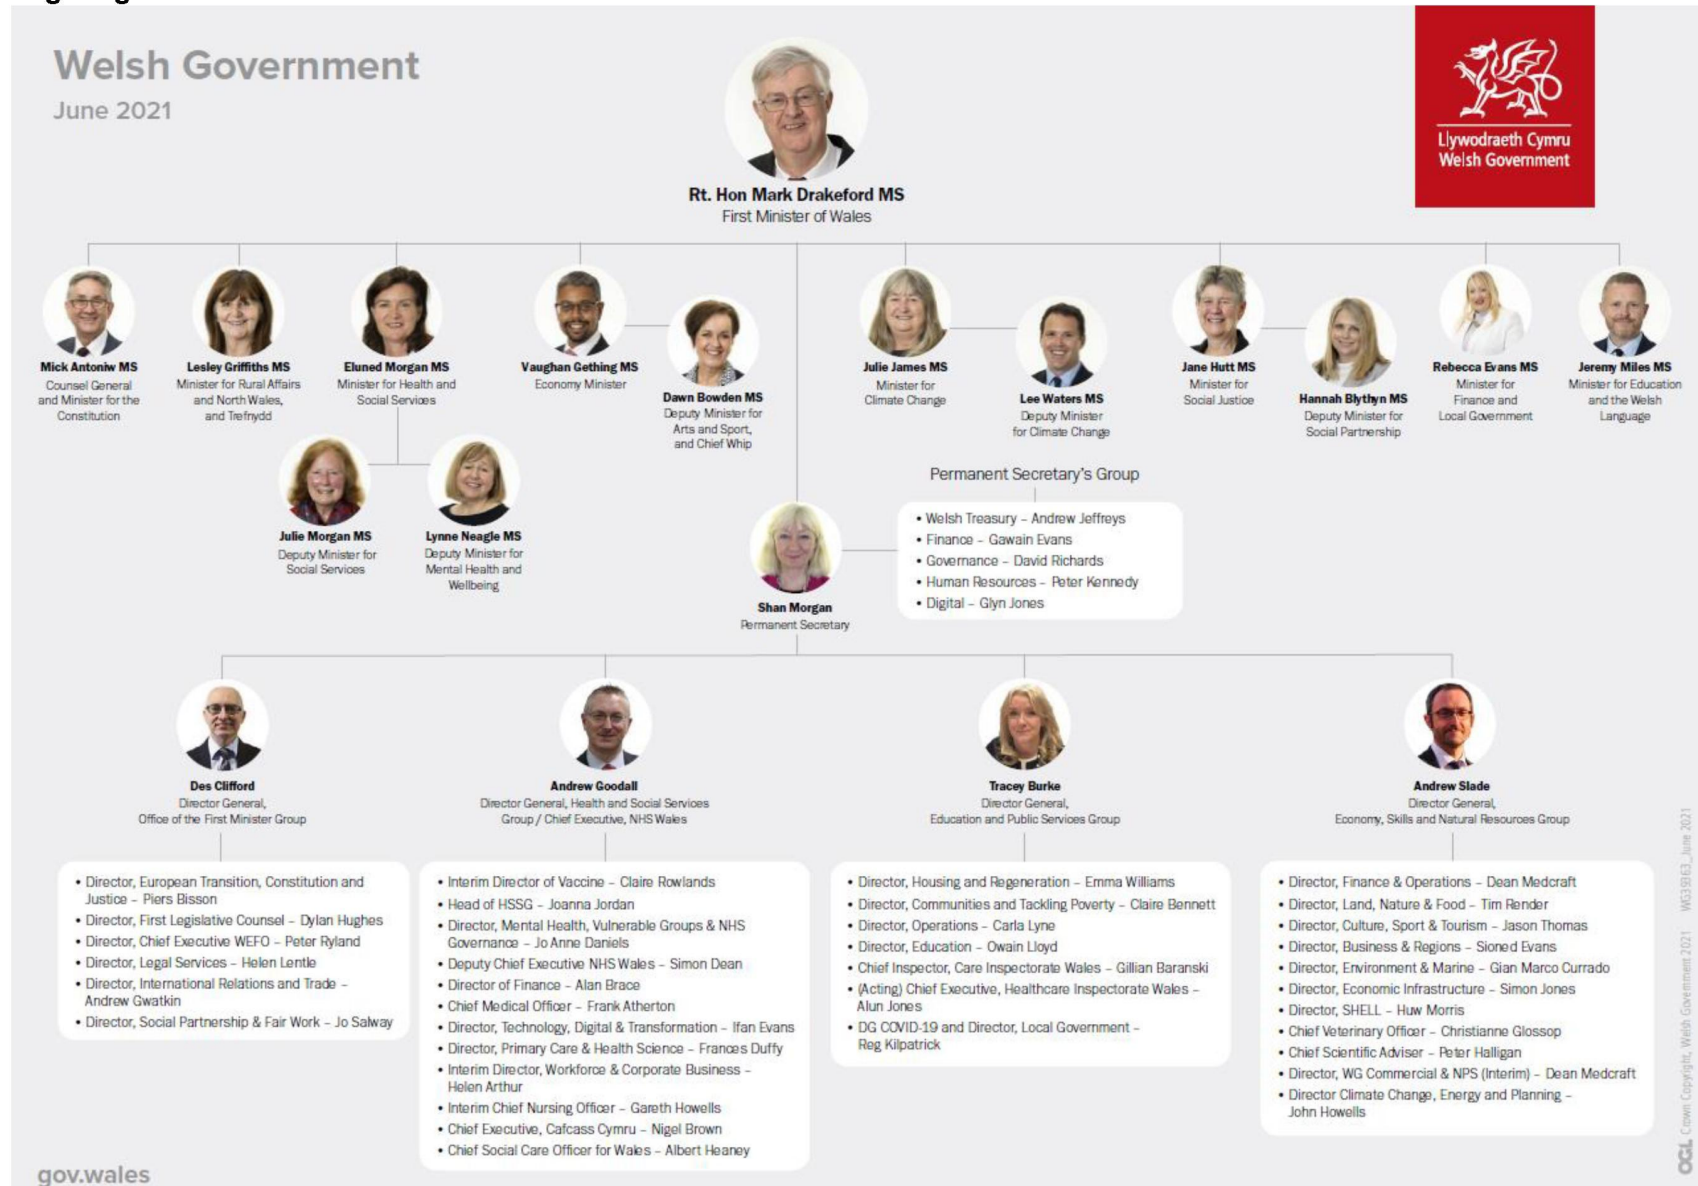 Welsh Government
June 2021
Llywodraeth Cymru
Welsh Government
Rt. Hon Mark Drakeford MS
First Minister of Wales
Mick Antoniw MS
Counsel General
and Minister for the
Constitution
Lesley Griffiths MS
Minister for Rural Affairs
and North Wales,
and Trefnydd
Eluned Morgan MS
Minister for Health and
Social Services
Vaughan Gething MS
Economy Minister
Dawn Bowden MS
Deputy Minister for
Arts and Sport,
and Chief Whip
Julie James MS
Minister for
Climate Change
Lee Waters MS
Deputy Minister
for Climate Change
Jane Hutt MS
Minister for
Social Justice
Hannah Blythyn MS
Deputy Minister for
Social Partnership
Rebecca Evans MS
Minister for
Finance and
Local Government
Jeremy Miles MS
Minister for Education
and the Welsh
Language
Julie Morgan MS
Deputy Minister for
Social Services
Lynne Neagle MS
Deputy Minister for
Mental Health and
Wellbeing
Shan Morgan
Permanent Secretary
Permanent Secretary's Group
• Welsh Treasury – Andrew Jeffreys
• Finance – Gawain Evans
• Governance – David Richards
• Human Resources – Peter Kennedy
• Digital – Glyn Jones
Des Clifford
Director General,
Office of the First Minister Group
• Director, European Transition, Constitution and
Justice – Piers Bisson
• Director, First Legislative Counsel – Dylan Hughes
• Director, Chief Executive WEFO – Peter Ryland
• Director, Legal Services – Helen Lentle
• Director, International Relations and Trade –
Andrew Gwatkin
• Director, Social Partnership & Fair Work – Jo Salway
Andrew Goodall
Director General, Health and Social Services
Group / Chief Executive, NHS Wales
• Interim Director of Vaccine – Claire Rowlands
• Head of HSSG – Joanna Jordan
• Director, Mental Health, Vulnerable Groups & NHS
Governance – Jo Anne Daniels
• Deputy Chief Executive NHS Wales – Simon Dean
• Director of Finance – Alan Brace
• Chief Medical Officer – Frank Atherton
• Director, Technology, Digital & Transformation – Ifan Evans
• Director, Primary Care & Health Science – Frances Duffy
• Interim Director, Workforce & Corporate Business –
Helen Arthur
• Interim Chief Nursing Officer – Gareth Howells
• Chief Executive, Cafcass Cymru – Nigel Brown
• Chief Social Care Officer for Wales – Albert Heaney
Tracey Burke
Director General,
Education and Public Services Group
• Director, Housing and Regeneration – Emma Williams
• Director, Communities and Tackling Poverty – Claire Bennett
• Director, Operations – Carla Lyne
• Director, Education – Owain Lloyd
• Chief Inspector, Care Inspectorate Wales – Gillian Baranski
• (Acting) Chief Executive, Healthcare Inspectorate Wales –
Alun Jones
• DG COVID-19 and Director, Local Government –
Reg Kilpatrick
Andrew Slade
Director General,
Economy, Skills and Natural Resources Group
• Director, Finance & Operations – Dean Medcraft
• Director, Land, Nature & Food – Tim Render
• Director, Culture, Sport & Tourism – Jason Thomas
• Director, Business & Regions – Sioned Evans
• Director, Environment & Marine – Gian Marco Currado
• Director, Economic Infrastructure – Simon Jones
• Director, SHELL – Huw Morris
• Chief Veterinary Officer – Christianne Glossop
• Chief Scientific Adviser – Peter Halligan
• Director, WG Commercial & NPS (Interim) – Dean Medcraft
• Director Climate Change, Energy and Planning –
John Howells
gov.wales
OGL Crown Copyright, Welsh Government 2021 WG39363_June 2021